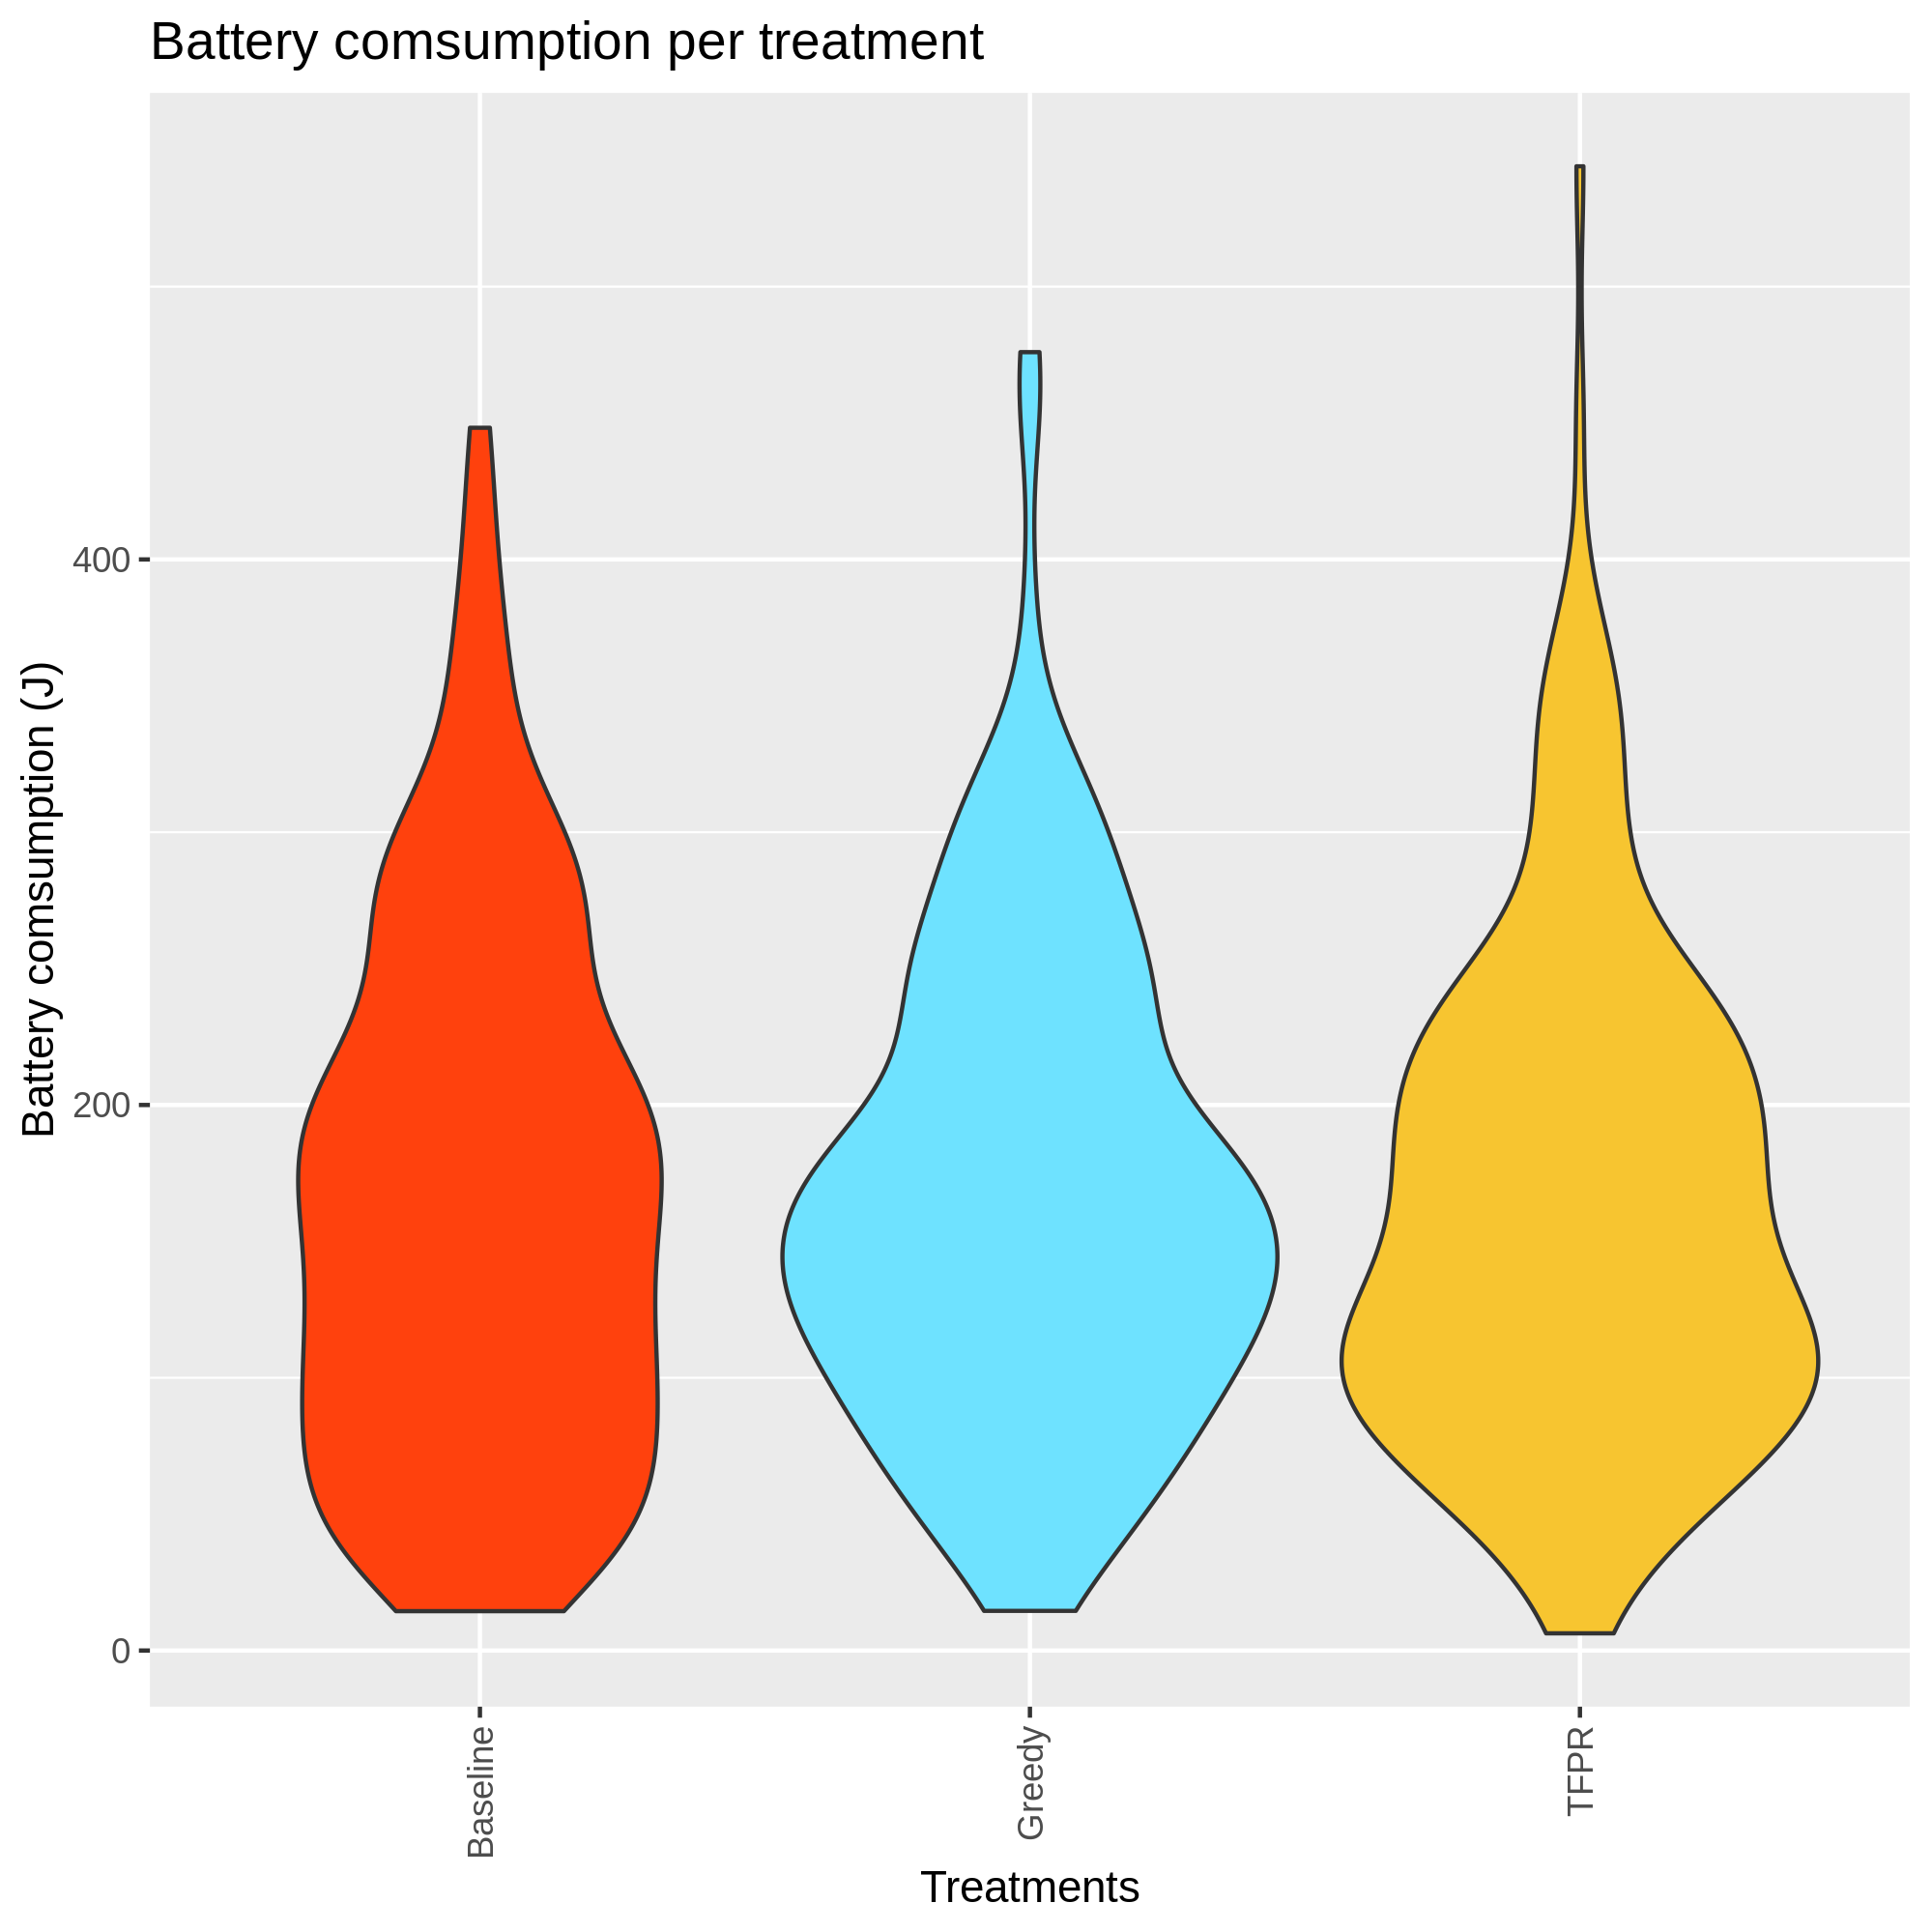 Battery comsumption per treatment
Battery comsumption (J)
400
200
0
Baseline
Greedy
TFPR
Treatments